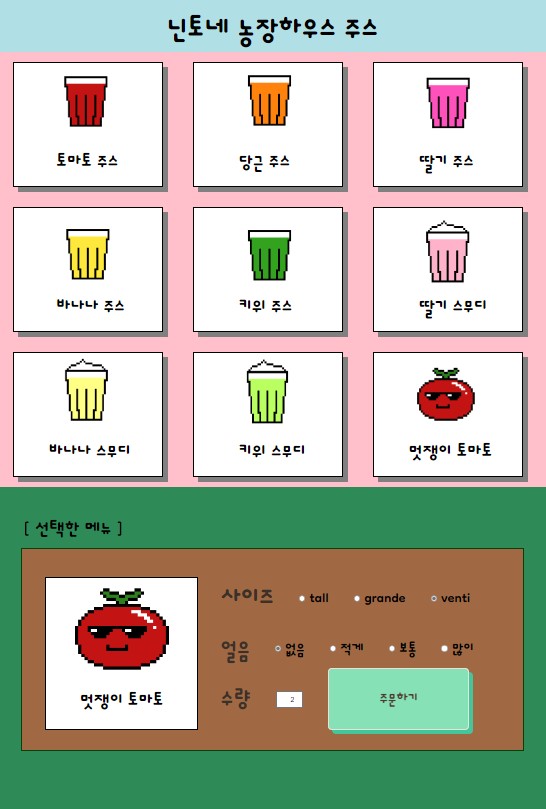 닌토네 농장하우스 주스
토마토 주스
당근 주스
딸기 주스
바나나 주스
키위 주스
딸기 스무디
바나나 스무디
키위 스무디
멋쟁이 토마토
[ 선택한 메뉴 ]
사이즈 tall grande venti
얼음 없음 적게 보통 많이
수량 2 주문하기
멋쟁이 토마토